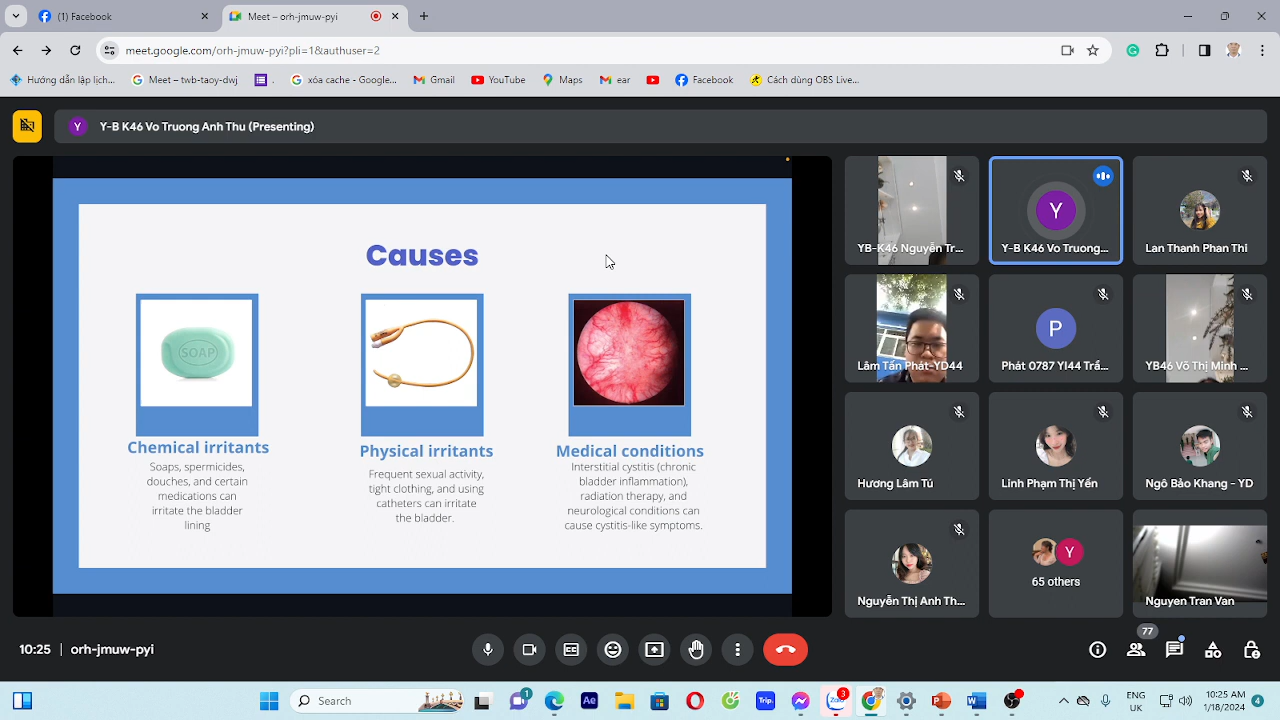 (1) Facebook
Meet – orh-jmuw-pyi
meet.google.com/orh-jmuw-pyi?pli=1&authuser=2
Hướng dẫn lập lịch...
Meet – twb-taoy-dwj
xóa cache - Google...
Gmail
YouTube
Maps
ear
Facebook
Cách dùng OBS Live...
Y
Y-B K46 Vo Truong Anh Thu (Presenting)
Causes
SOAP
Chemical irritants
Soaps, spermicides,
douches, and certain
medications can
irritate the bladder
lining
Physical irritants
Frequent sexual activity,
tight clothing, and using
catheters can irritate
the bladder.
Medical conditions
Interstitial cystitis (chronic
bladder inflammation),
radiation therapy, and
neurological conditions can
cause cystitis-like symptoms.
YB-K46 Nguyễn Tr...
Y
Y-B K46 Vo Truong...
Lan Thanh Phan Thi
Lâm Tấn Phát-YD44
P
Phát 0787 YI44 Trầ...
YB46 Võ Thị Minh ...
Hương Lâm Tú
Linh Phạm Thị Yến
Ngô Bảo Khang - YD
Nguyễn Thị Anh Th...
Y
65 others
Nguyen Tran Van
10:25 | orh-jmuw-pyi
77
Search
1
Ae
Trip
Zalo
3
ENG
UK
10:25 AM
1/18/2024
4